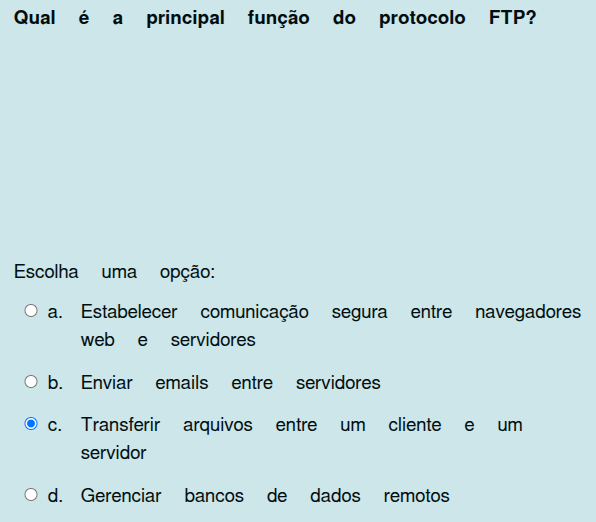 Qual é a principal função do protocolo FTP?
Escolha uma opção:
a. Estabelecer comunicação segura entre navegadores
web e servidores
b. Enviar emails entre servidores
c. Transferir arquivos entre um cliente e um
servidor
d. Gerenciar bancos de dados remotos